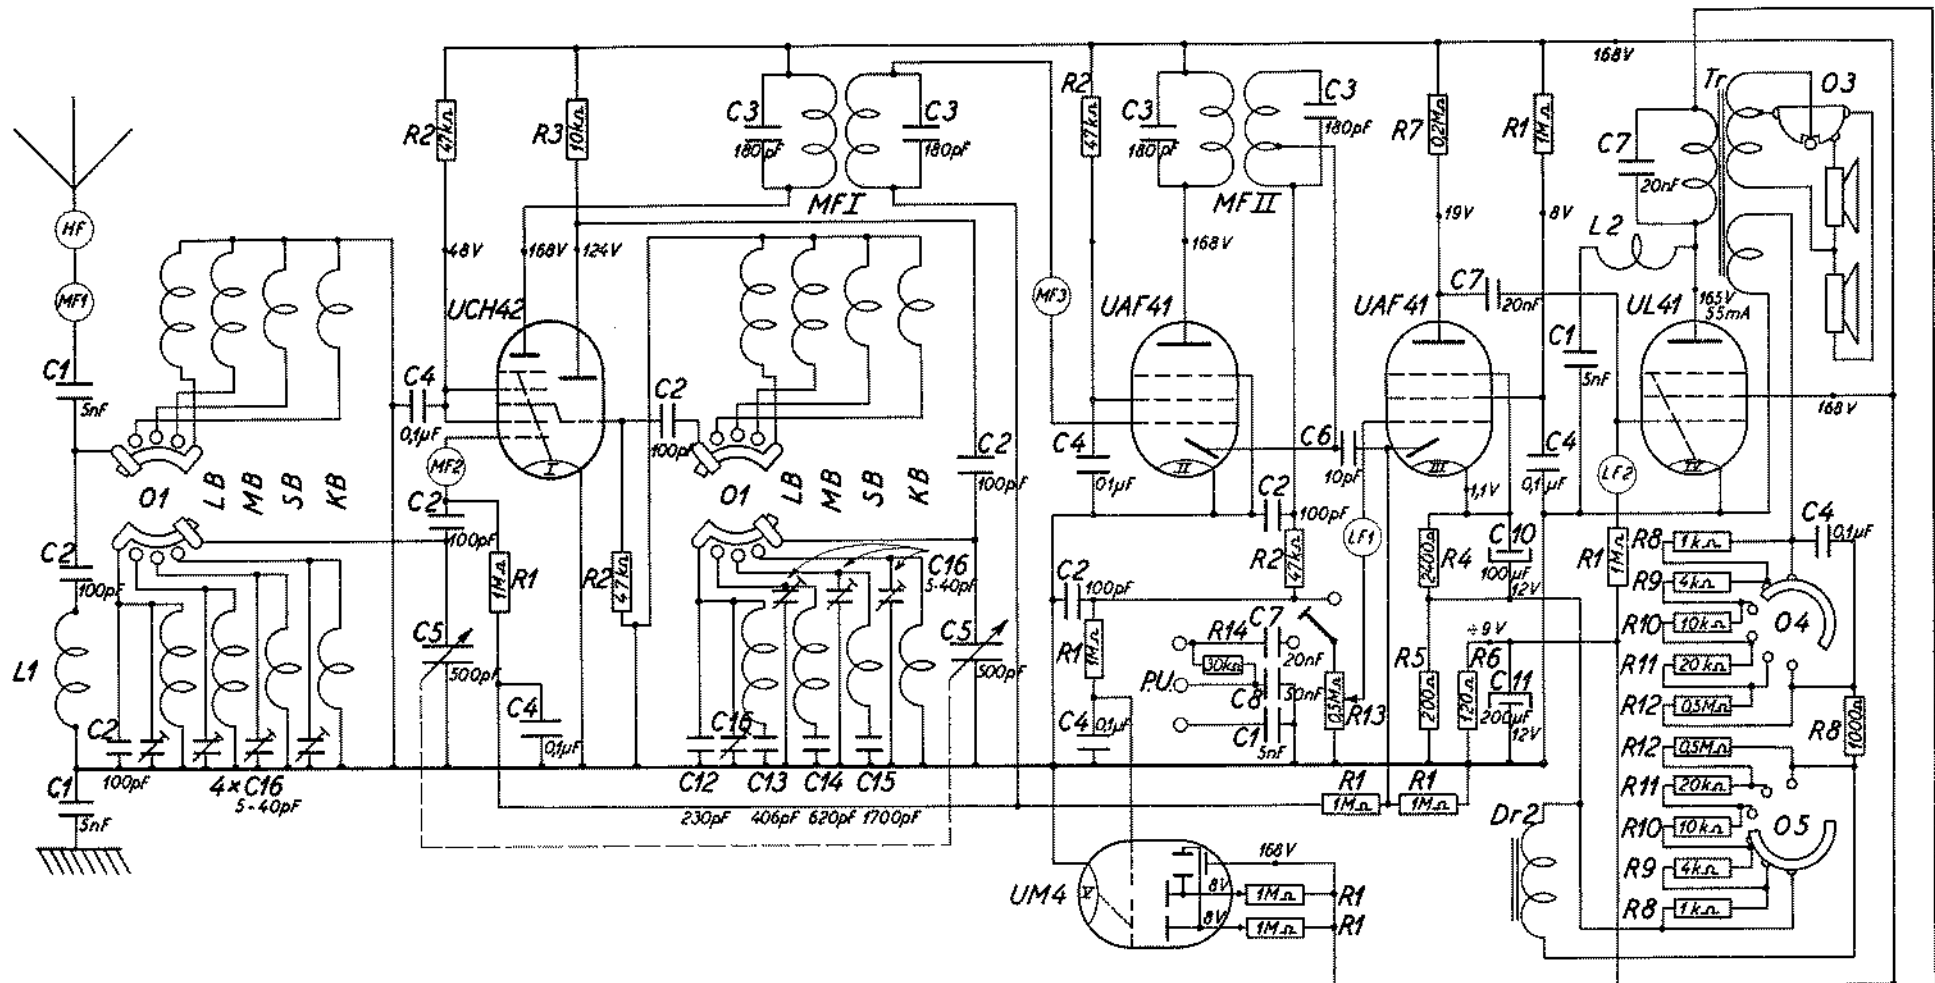 168V
Tr
O3
R2
47kΩ
R3
10kΩ
C3
180pF
C3
180pF
MFI
R2
47kΩ
C3
180pF
C3
180pF
MFII
R7
0,2MΩ
R1
1MΩ
C7
20nF
L2
HF
MF1
48V
168V
124V
MF3
168V
19V
8V
165V
55mA
UCH42
UAF41
UAF41
UL41
C7
20nF
C1
5nF
C4
0,1µF
C2
100pF
C1
5nF
168V
MF2
I
II
III
IV
C4
01µF
C6
10pF
C4
0,1µF
LF2
C2
100pF
1,1V
O1
LB
MB
SB
KB
O1
LB
MB
SB
KB
C2
100pF
C2
100pF
LF1
C2
100pF
R1
1MΩ
R2
47kΩ
C16
5-40pF
C2
100pF
R2
47kΩ
2400Ω
R4
C10
100µF
12V
R1
1MΩ
R8
1kΩ
C4
0,1µF
R9
4kΩ
R10
10kΩ
O4
R11
20kΩ
R12
0,5MΩ
R8
1000Ω
L1
C5
500pF
C5
500pF
R1
1MΩ
R14
30kΩ
C7
20nF
P.U.
C8
50nF
C1
5nF
0,5MΩ
R13
R5
200Ω
÷9V
R6
120Ω
C11
200µF
12V
C2
100pF
4×C16
5-40pF
C4
0,1µF
C16
C4
0,1µF
C12
230pF
C13
406pF
C14
620pF
C15
1700pF
R1
1MΩ
R1
1MΩ
C1
5nF
R12
0,5MΩ
R11
20kΩ
R10
10kΩ
O5
R9
4kΩ
R8
1kΩ
Dr2
UM4
V
168V
8V
1MΩ
R1
8V
1MΩ
R1